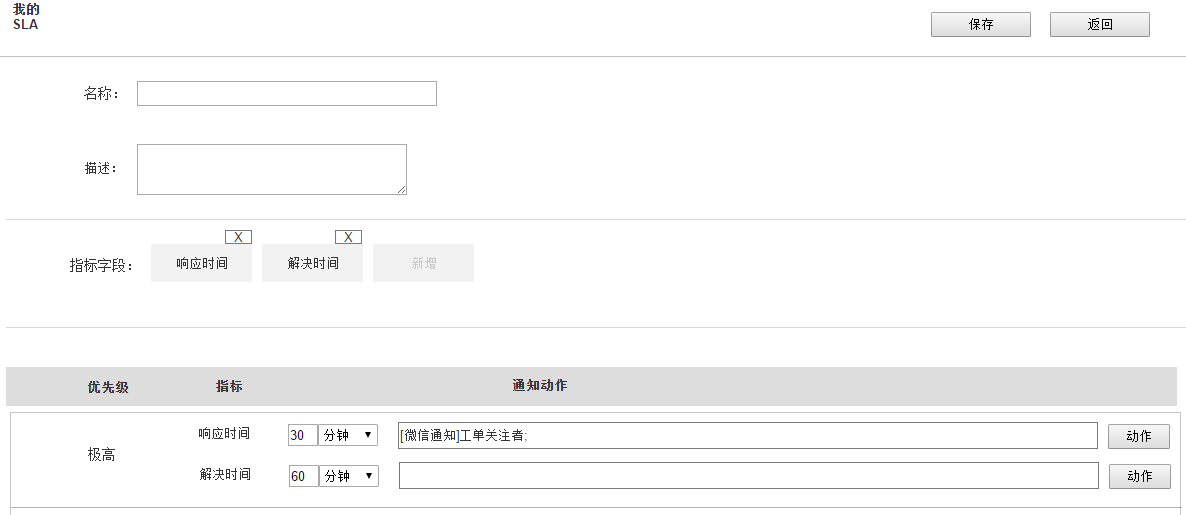 我的
SLA
保存 返回
名称：
描述：
X X
指标字段： 响应时间 解决时间 新增
优先级 指标 通知动作
响应时间 30 分钟 [微信通知]工单关注者; 动作
极高
解决时间 60 分钟 动作